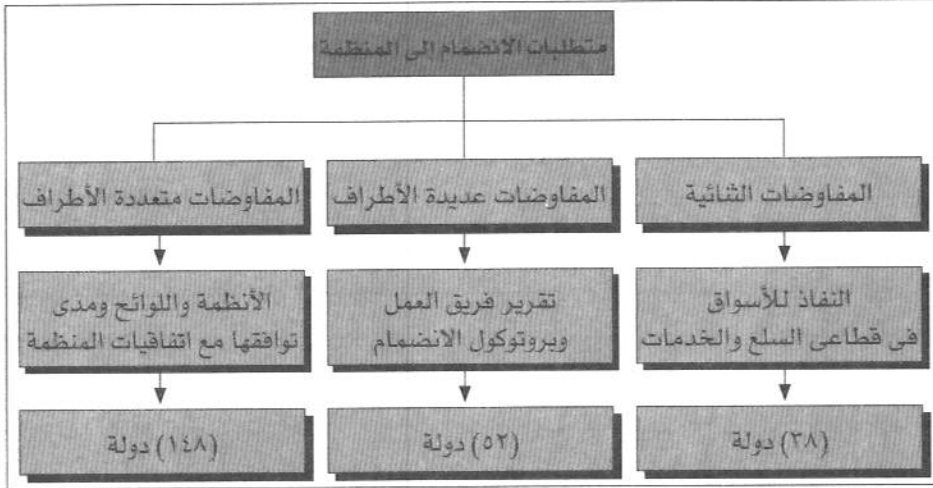 متطلبات الانضمام إلى المنظمة
المفاوضات الثنائية
المفاوضات عديدة الأطراف
المفاوضات متعددة الأطراف
النفاذ للأسواق
فى قطاعى السلع والخدمات
تقرير فريق العمل
وبروتوكول الانضمام
الأنظمة واللوائح ومدى
توافقها مع اتفاقيات المنظمة
(٣٨) دولة
(٥٢) دولة
(١٤٨) دولة